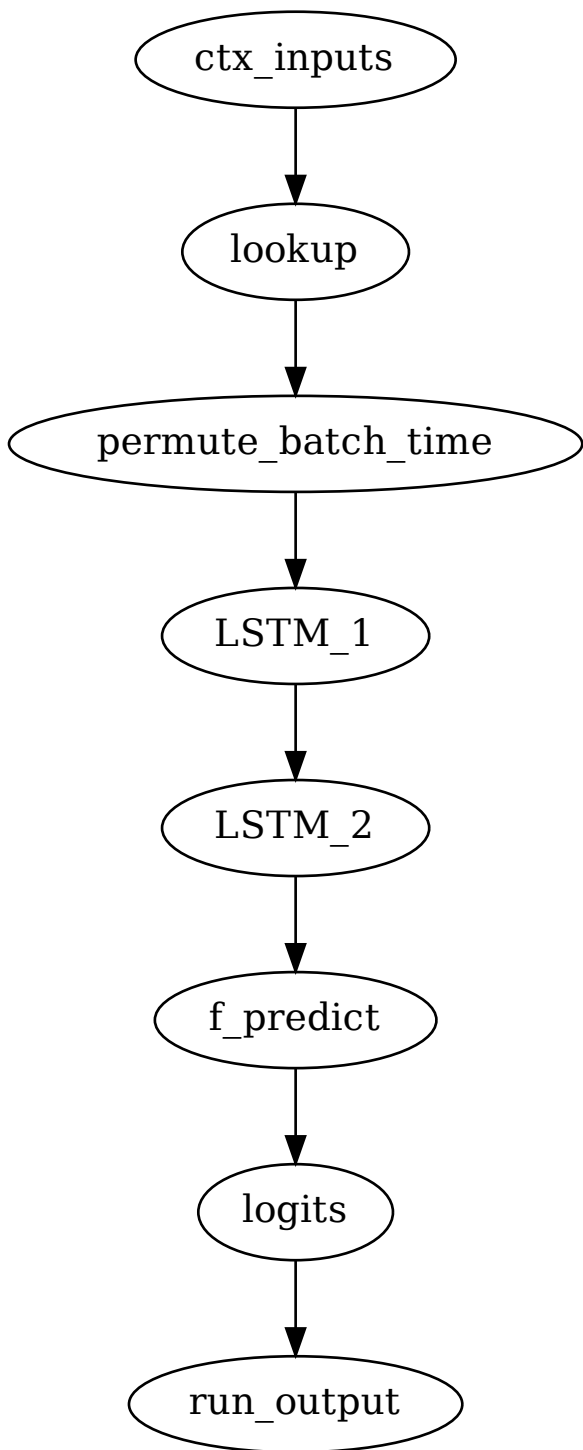 ctx_inputs
lookup
permute_batch_time
LSTM_1
LSTM_2
f_predict
logits
run_output